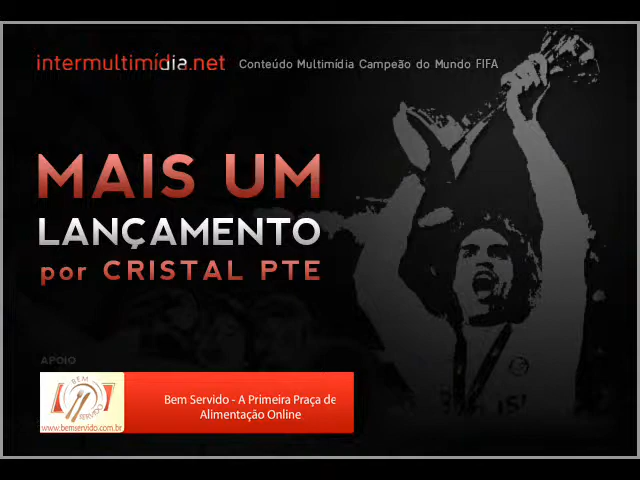 intermultimídia.net Conteúdo Multimídia Campeão do Mundo FIFA
MAIS UM
LANÇAMENTO
por CRISTAL PTE
APOIO
BEM
SERVIDO
www.bemservido.com.br
Bem Servido - A Primeira Praça de
Alimentação Online